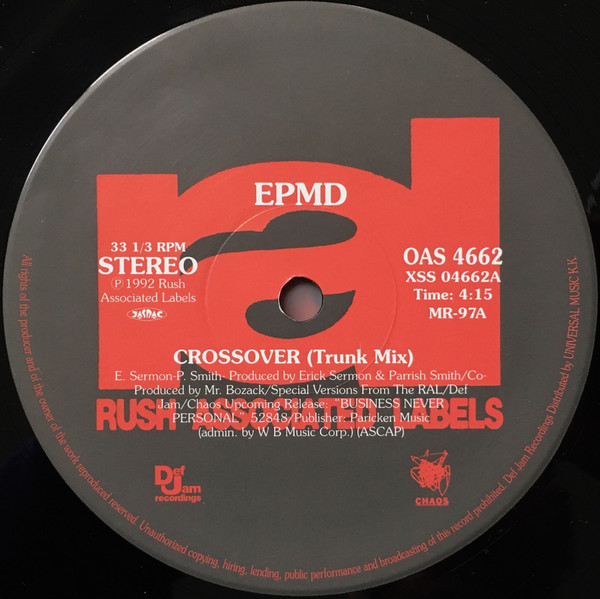 EPMD
33 1/3 RPM
STEREO
Ⓟ 1992 Rush
Associated Labels
JASRAC
OAS 4662
XSS 04662A
Time: 4:15
MR-97A
CROSSOVER (Trunk Mix)
E. Sermon-P. Smith- Produced by Erick Sermon & Parrish Smith/Co-
Produced by Mr. Bozack/Special Versions From The RAL/Def
Jam/Chaos Upcoming Release: "BUSINESS NEVER
PERSONAL" 52848/Publisher: Paricken Music
(admin. by W B Music Corp.) (ASCAP)
RUSH ASSOCIATED LABELS
Def
Jam
recordings
CHAOS
All rights of the producer and of the owner of the work reproduced reserved. Unauthorized copying, hiring, lending, public performance and broadcasting of this record prohibited. Def Jam Recordings Distributed by UNIVERSAL MUSIC K.K.